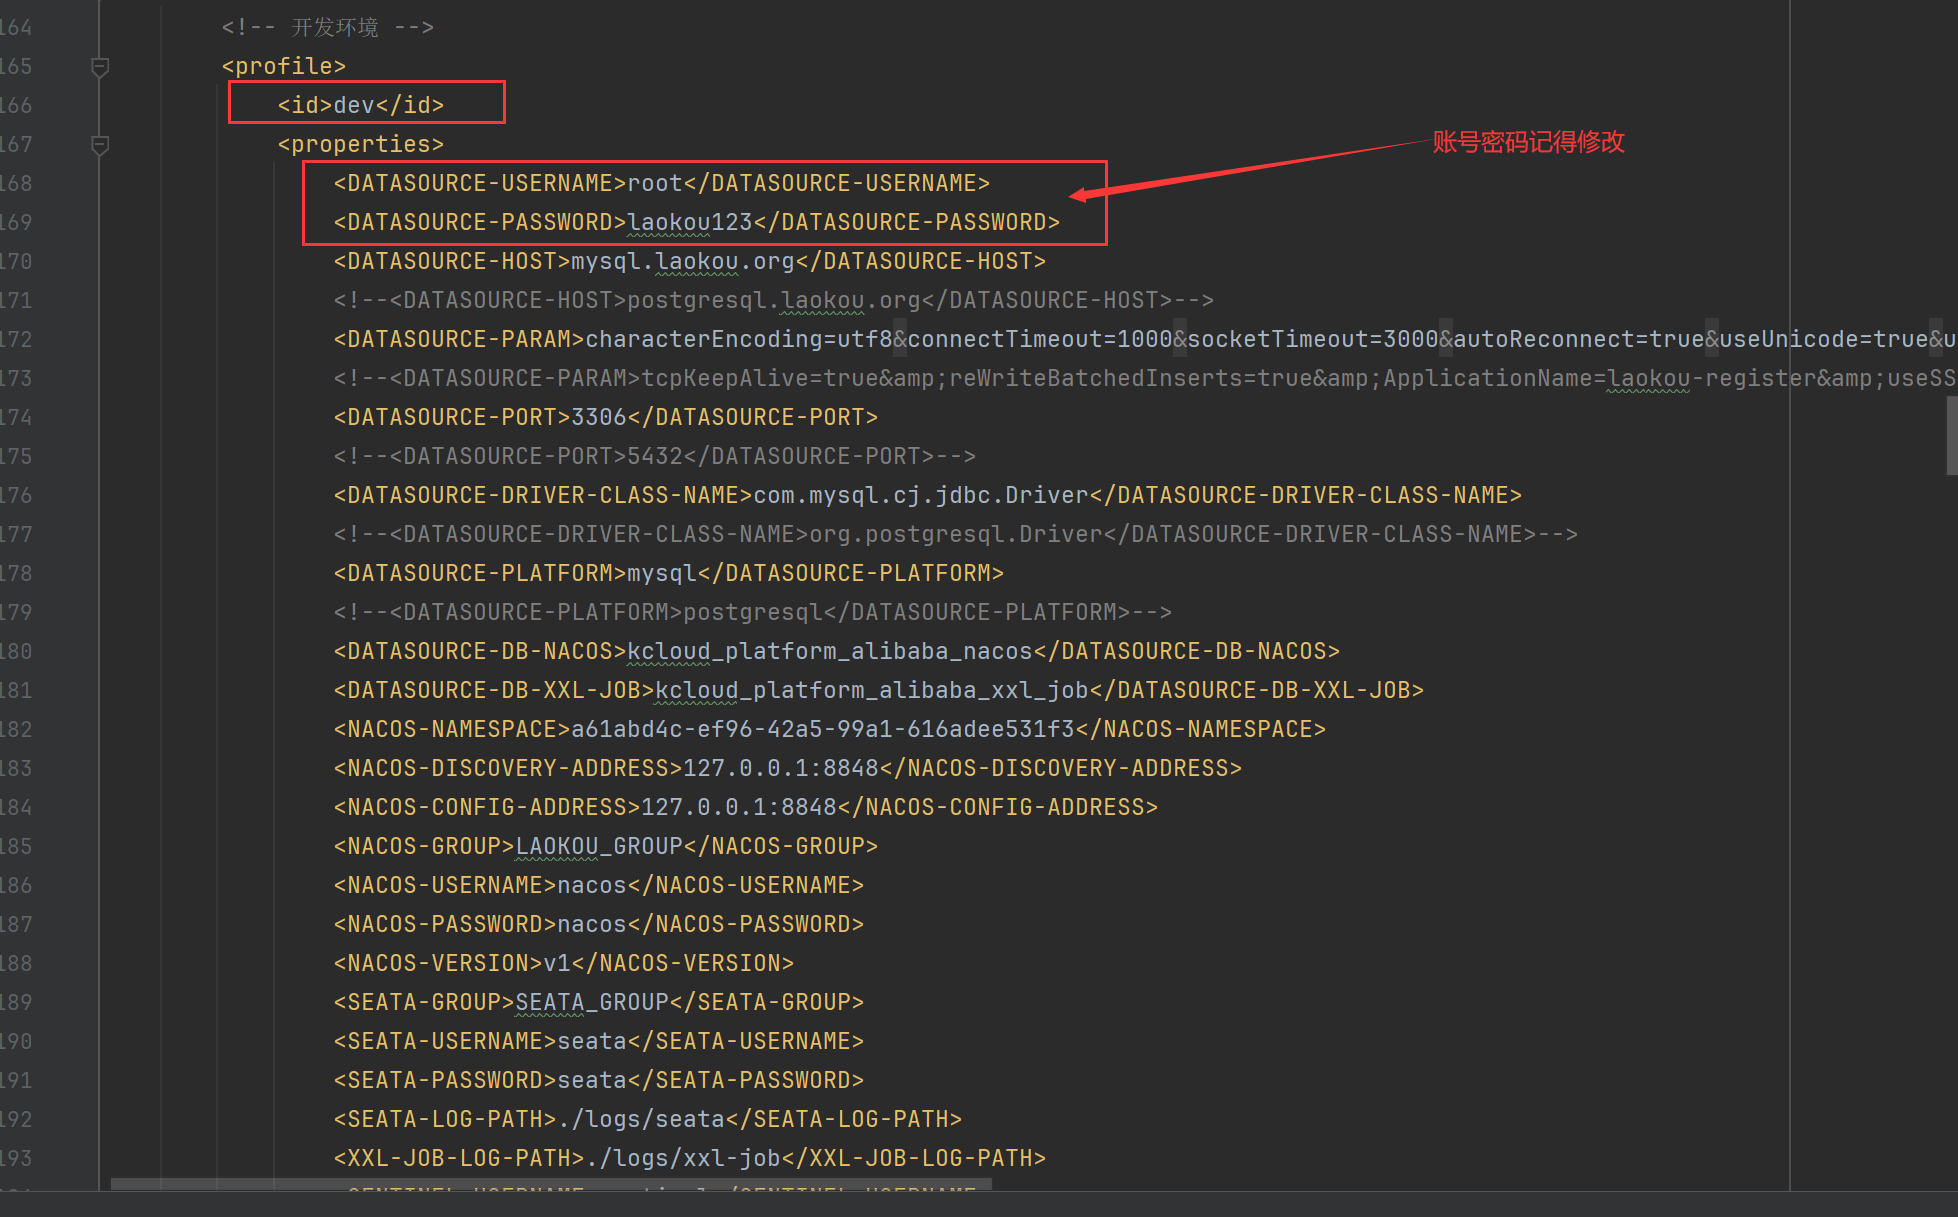 164 <!-- 开发环境 -->
165 <profile>
166 <id>dev</id>
167 <properties>
账号密码记得修改
168 <DATASOURCE-USERNAME>root</DATASOURCE-USERNAME>
169 <DATASOURCE-PASSWORD>laokou123</DATASOURCE-PASSWORD>
170 <DATASOURCE-HOST>mysql.laokou.org</DATASOURCE-HOST>
171 <!--<DATASOURCE-HOST>postgresql.laokou.org</DATASOURCE-HOST>-->
172 <DATASOURCE-PARAM>characterEncoding=utf8&connectTimeout=1000&socketTimeout=3000&autoReconnect=true&useUnicode=true&u
173 <!--<DATASOURCE-PARAM>tcpKeepAlive=true&amp;reWriteBatchedInserts=true&amp;ApplicationName=laokou-register&amp;useSS
174 <DATASOURCE-PORT>3306</DATASOURCE-PORT>
175 <!--<DATASOURCE-PORT>5432</DATASOURCE-PORT>-->
176 <DATASOURCE-DRIVER-CLASS-NAME>com.mysql.cj.jdbc.Driver</DATASOURCE-DRIVER-CLASS-NAME>
177 <!--<DATASOURCE-DRIVER-CLASS-NAME>org.postgresql.Driver</DATASOURCE-DRIVER-CLASS-NAME>-->
178 <DATASOURCE-PLATFORM>mysql</DATASOURCE-PLATFORM>
179 <!--<DATASOURCE-PLATFORM>postgresql</DATASOURCE-PLATFORM>-->
180 <DATASOURCE-DB-NACOS>kcloud_platform_alibaba_nacos</DATASOURCE-DB-NACOS>
181 <DATASOURCE-DB-XXL-JOB>kcloud_platform_alibaba_xxl_job</DATASOURCE-DB-XXL-JOB>
182 <NACOS-NAMESPACE>a61abd4c-ef96-42a5-99a1-616adee531f3</NACOS-NAMESPACE>
183 <NACOS-DISCOVERY-ADDRESS>127.0.0.1:8848</NACOS-DISCOVERY-ADDRESS>
184 <NACOS-CONFIG-ADDRESS>127.0.0.1:8848</NACOS-CONFIG-ADDRESS>
185 <NACOS-GROUP>LAOKOU_GROUP</NACOS-GROUP>
186 <NACOS-USERNAME>nacos</NACOS-USERNAME>
187 <NACOS-PASSWORD>nacos</NACOS-PASSWORD>
188 <NACOS-VERSION>v1</NACOS-VERSION>
189 <SEATA-GROUP>SEATA_GROUP</SEATA-GROUP>
190 <SEATA-USERNAME>seata</SEATA-USERNAME>
191 <SEATA-PASSWORD>seata</SEATA-PASSWORD>
192 <SEATA-LOG-PATH>./logs/seata</SEATA-LOG-PATH>
193 <XXL-JOB-LOG-PATH>./logs/xxl-job</XXL-JOB-LOG-PATH>